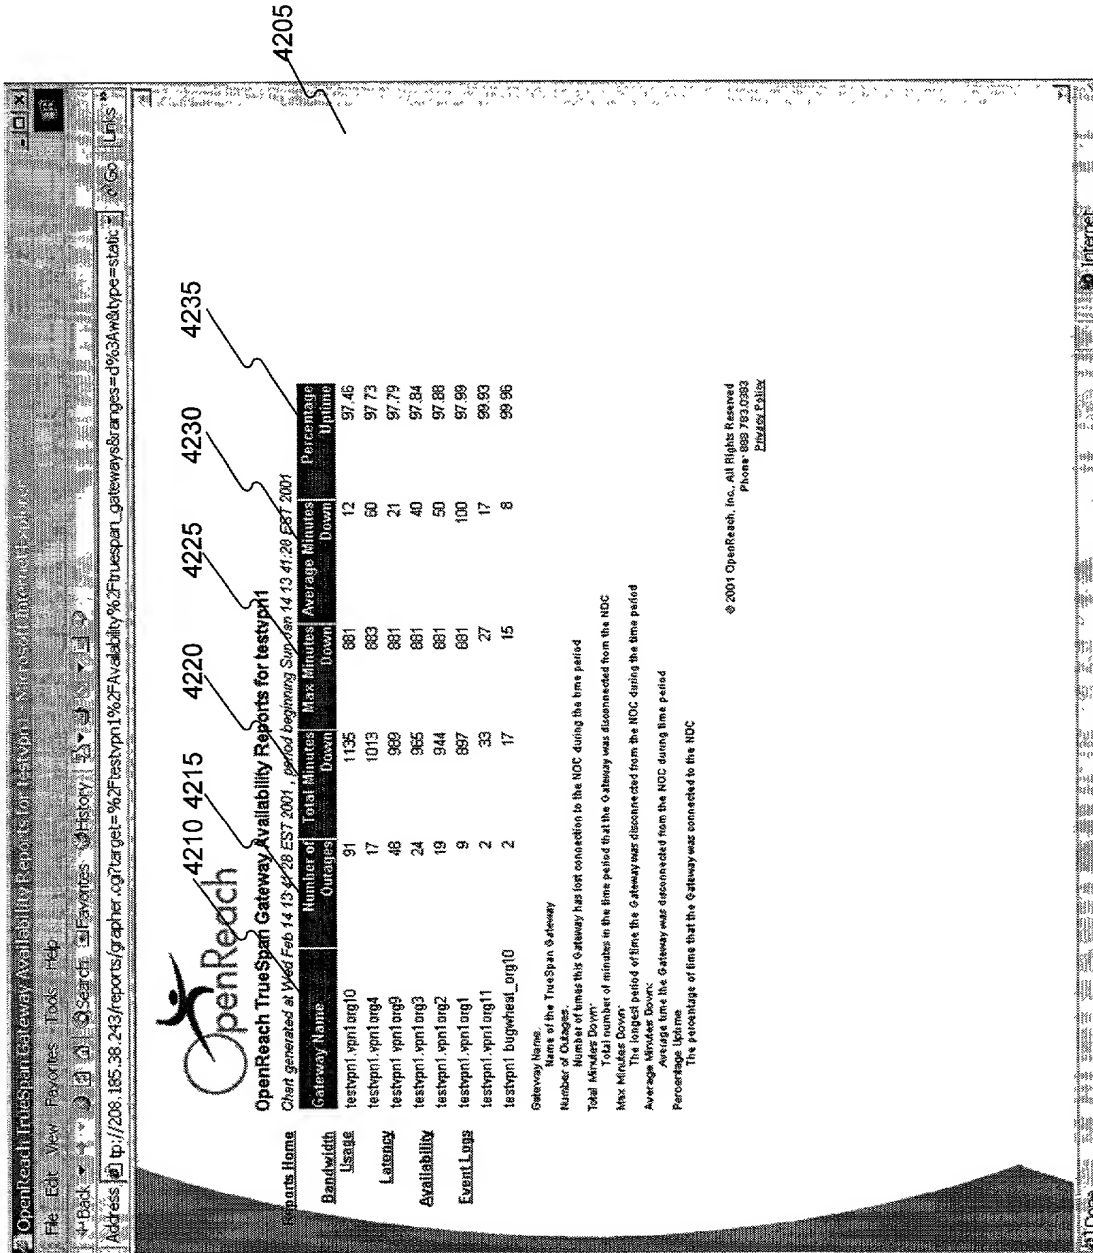 OpenReach TrueSpan Gateway Availability Reports for testvpn1 - Microsoft Internet Explorer
File Edit View Favorites Tools Help
Back Search Favorites History
Address tp://208.185.38.243/reports/grapher.cgi?target=%2Ftestvpn1%2FAvailability%2Ftruespan_gateways&ranges=d%3Aw&type=static Go Links »
OpenReach
Reports Home
Bandwidth Usage
Latency
Availability
Event Logs
OpenReach TrueSpan Gateway Availability Reports for testvpn1
Chart generated at Wed Feb 14 13 41 28 EST 2001 , period beginning Sun Jan 14 13 41:28 EST 2001
Gateway Name Number of Outages Total Minutes Down Max Minutes Down Average Minutes Down Percentage Uptime
testvpn1.vpn1org10 91 1135 881 12 97.46
testvpn1.vpn1org4 17 1013 883 60 97 73
testvpn1 vpn1org9 48 989 881 21 97.79
testvpn1.vpn1org3 24 965 881 40 97.84
testvpn1.vpn1org2 19 944 881 50 97.88
testvpn1.vpn1org1 9 897 881 100 97.99
testvpn1.vpn1org11 2 33 27 17 99.93
testvpn1 bugwhest_org10 2 17 15 8 99 96
Gateway Name.
Name of the TrueSpan Gateway
Number of Outages.
Number of times this Gateway has lost connection to the NOC during the time period
Total Minutes Down:
Total number of minutes in the time period that the Gateway was disconnected from the NOC
Max Minutes Down:
The longest period of time the Gateway was disconnected from the NOC during the time period
Average Minutes Down:
Average time the Gateway was disconnected from the NOC during time period
Percentage Uptime
The percentage of time that the Gateway was connected to the NOC
© 2001 OpenReach, Inc., All Rights Reserved
Phone: 888 783.0383
Privacy Policy
Done Internet
4205
4210 4215 4220 4225 4230 4235